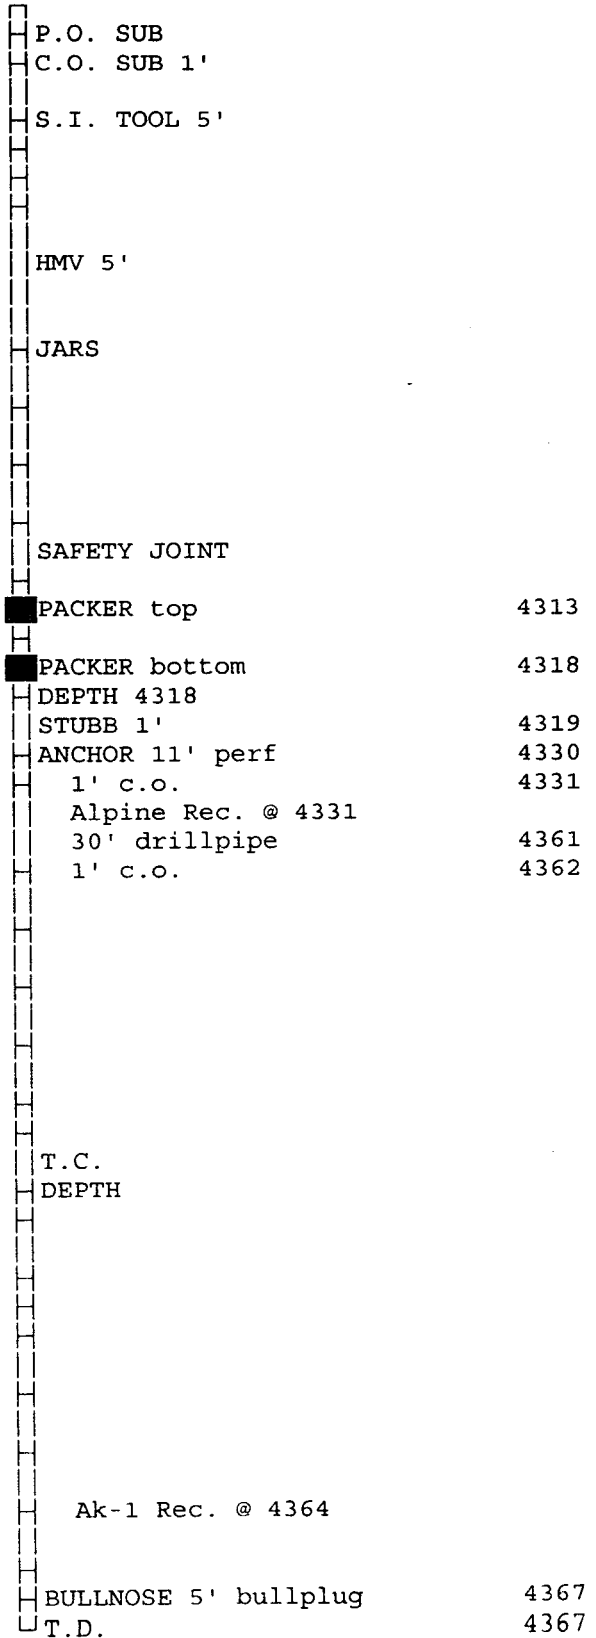 P.O. SUB
C.O. SUB 1'
S.I. TOOL 5'
HMV 5'
JARS
SAFETY JOINT
PACKER top 4313
PACKER bottom 4318
DEPTH 4318
STUBB 1' 4319
ANCHOR 11' perf 4330
1' c.o. 4331
Alpine Rec. @ 4331
30' drillpipe 4361
1' c.o. 4362
T.C.
DEPTH
Ak-1 Rec. @ 4364
BULLNOSE 5' bullplug 4367
T.D. 4367